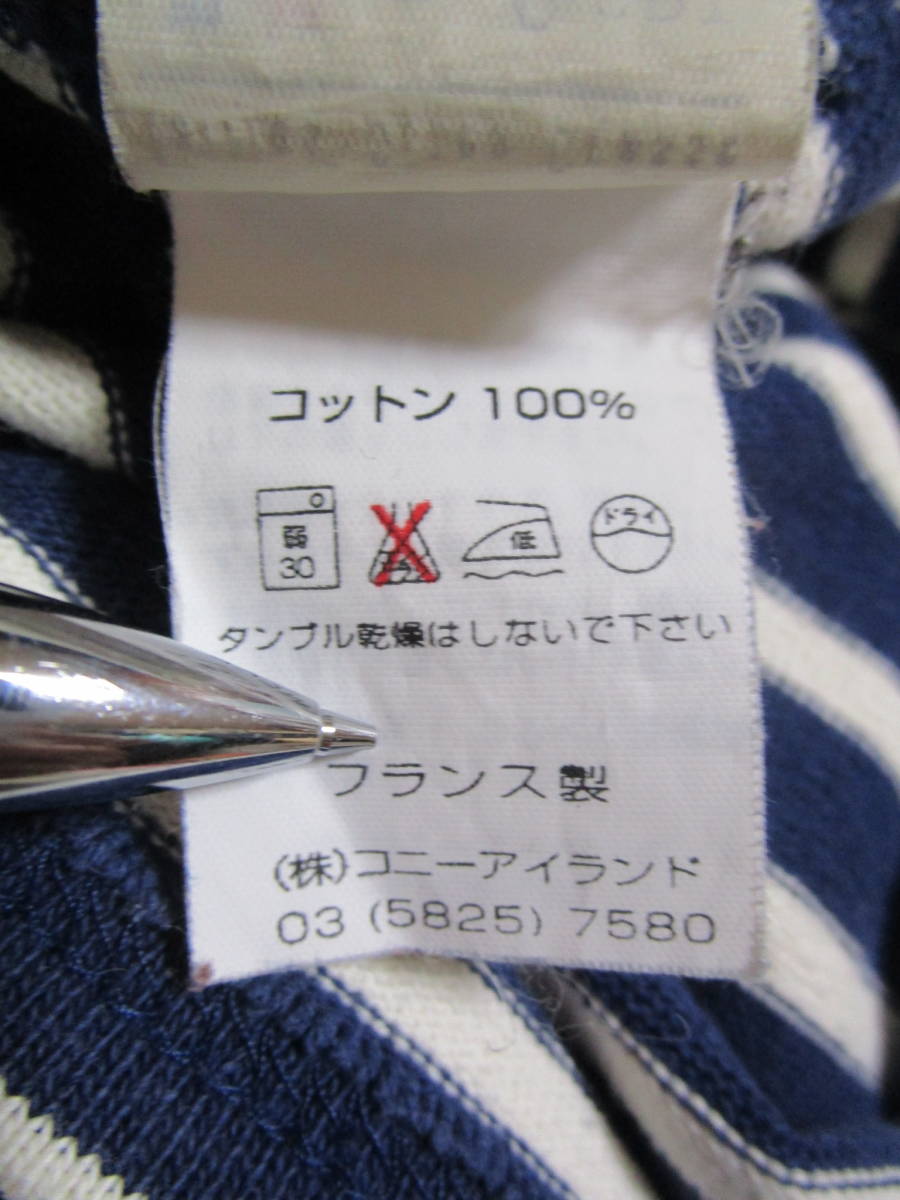 コットン 100%
弱
30
低
ドライ
タンブル乾燥はしないで下さい
フランス製
(株)コニーアイランド
03 (5825) 7580